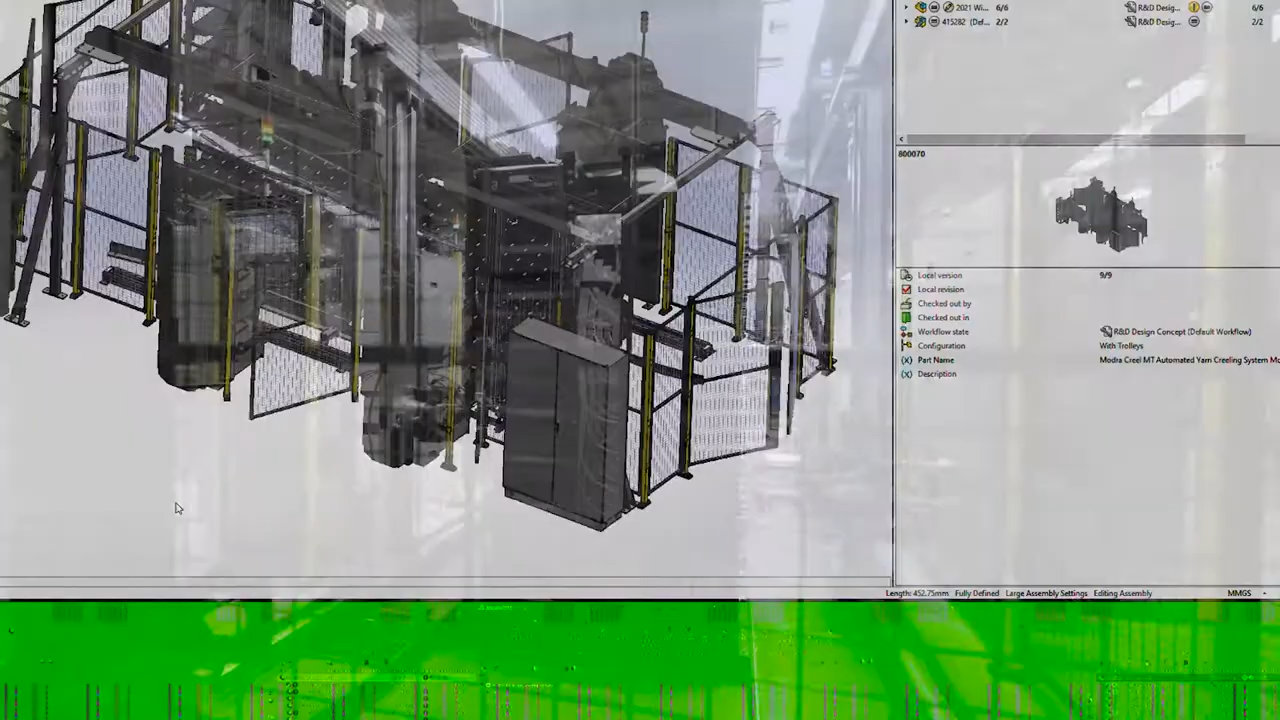 2021 Wi... 6/6 R&D Desig... 6/6
415282 (Def... 2/2 R&D Desig... 2/2
800070
Local version 9/9
Local revision
Checked out by
Checked out in
Workflow state R&D Design Concept (Default Workflow)
Configuration With Trolleys
Part Name Modra Creel MT Automated Yarn Creeling System Mo
Description
Length: 452.75mm Fully Defined Large Assembly Settings Editing Assembly MMGS